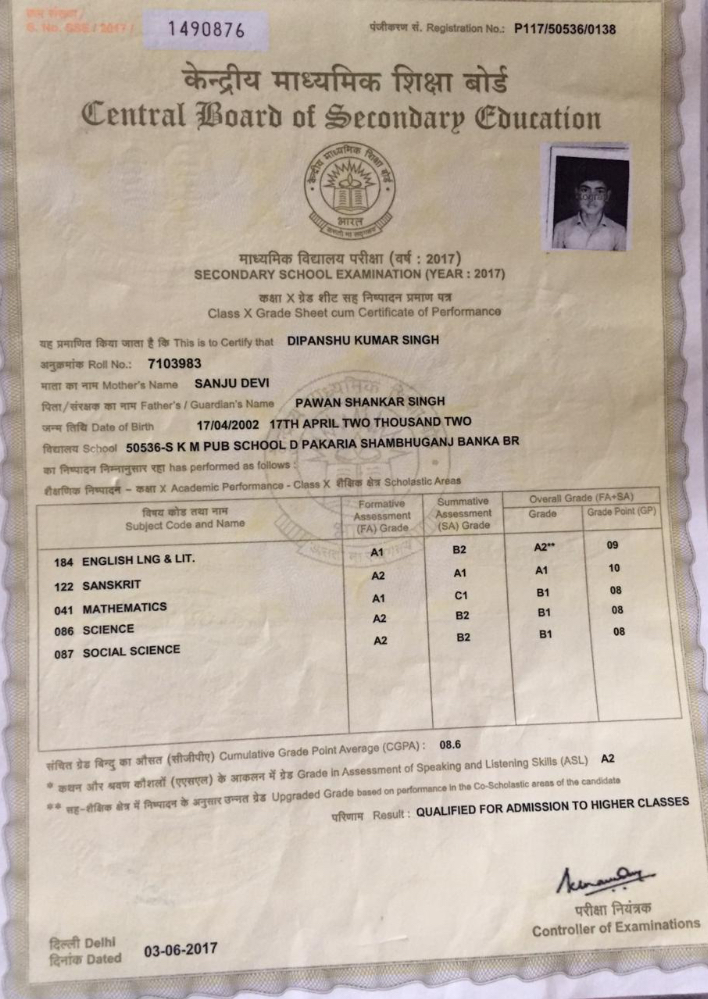 क्रम संख्या/
S. No. SSE / 2017 /
1490876
पंजीकरण सं. Registration No.: P117/50536/0138
केन्द्रीय माध्यमिक शिक्षा बोर्ड
Central Board of Secondary Education
केन्द्रीय माध्यमिक शिक्षा बोर्ड
भारत
असतो मा सद्गमय
माध्यमिक विद्यालय परीक्षा (वर्ष : 2017)
SECONDARY SCHOOL EXAMINATION (YEAR : 2017)
कक्षा X ग्रेड शीट सह निष्पादन प्रमाण पत्र
Class X Grade Sheet cum Certificate of Performance
यह प्रमाणित किया जाता है कि This is to Certify that DIPANSHU KUMAR SINGH
अनुक्रमांक Roll No.: 7103983
माता का नाम Mother's Name SANJU DEVI
पिता/संरक्षक का नाम Father's / Guardian's Name PAWAN SHANKAR SINGH
जन्म तिथि Date of Birth 17/04/2002 17TH APRIL TWO THOUSAND TWO
विद्यालय School 50536-S K M PUB SCHOOL D PAKARIA SHAMBHUGANJ BANKA BR
का निष्पादन निम्नानुसार रहा has performed as follows :
शैक्षणिक निष्पादन – कक्षा X Academic Performance - Class X शैक्षिक क्षेत्र Scholastic Areas
विषय कोड तथा नाम
Subject Code and Name
Formative
Assessment
(FA) Grade
Summative
Assessment
(SA) Grade
Overall Grade (FA+SA)
Grade
Grade Point (GP)
184 ENGLISH LNG & LIT. A1 B2 A2** 09
122 SANSKRIT A2 A1 A1 10
041 MATHEMATICS A1 C1 B1 08
086 SCIENCE A2 B2 B1 08
087 SOCIAL SCIENCE A2 B2 B1 08
संचित ग्रेड बिन्दु का औसत (सीजीपीए) Cumulative Grade Point Average (CGPA) : 08.6
* कथन और श्रवण कौशलों (एएसएल) के आकलन में ग्रेड Grade in Assessment of Speaking and Listening Skills (ASL) A2
** सह-शैक्षिक क्षेत्र में निष्पादन के अनुसार उन्नत ग्रेड Upgraded Grade based on performance in the Co-Scholastic areas of the candidate
परिणाम Result : QUALIFIED FOR ADMISSION TO HIGHER CLASSES
परीक्षा नियंत्रक
Controller of Examinations
दिल्ली Delhi
दिनांक Dated 03-06-2017